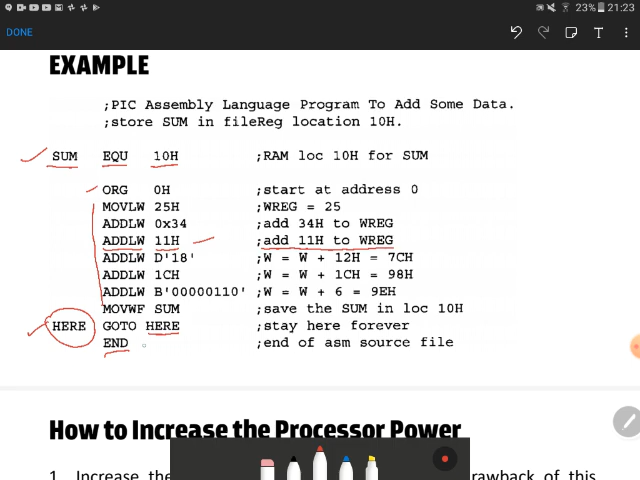 23% 21:23
DONE
EXAMPLE
;PIC Assembly Language Program To Add Some Data.
;store SUM in fileReg location 10H.
SUM EQU 10H ;RAM loc 10H for SUM
ORG 0H ;start at address 0
MOVLW 25H ;WREG = 25
ADDLW 0x34 ;add 34H to WREG
ADDLW 11H ;add 11H to WREG
ADDLW D'18' ;W = W + 12H = 7CH
ADDLW 1CH ;W = W + 1CH = 98H
ADDLW B'00000110' ;W = W + 6 = 9EH
MOVWF SUM ;save the SUM in loc 10H
HERE GOTO HERE ;stay here forever
END ;end of asm source file
How to Increase the Processor Power
1. Increase the rawback of this